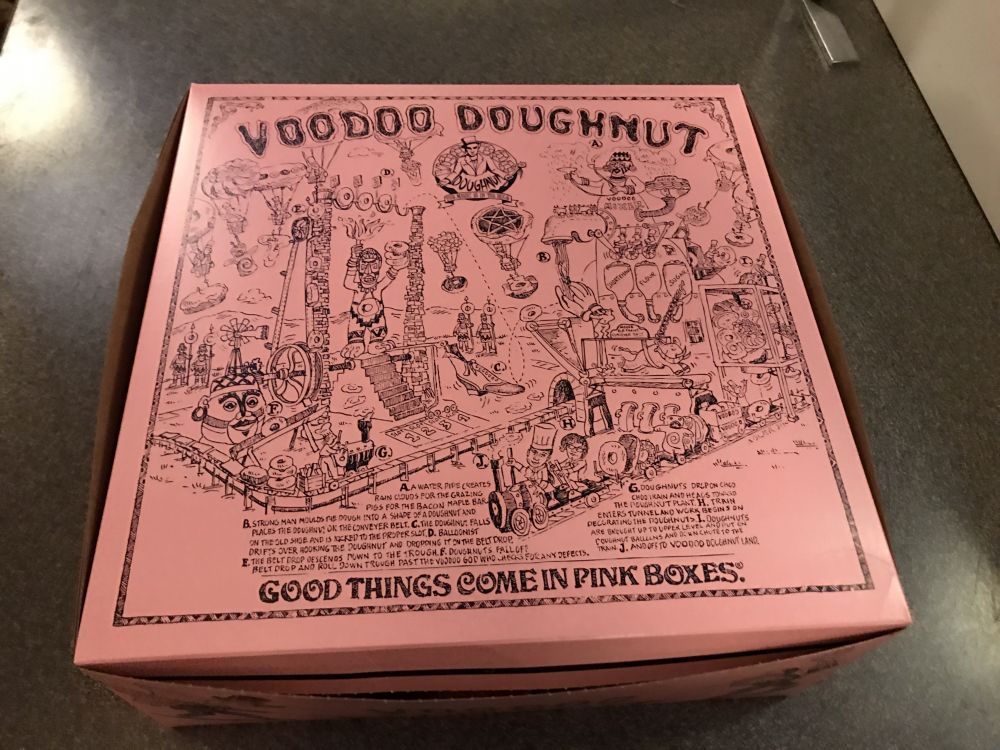 VOODOO DOUGHNUT
DOUGHNUT
VOODOO
A
D
E
B
I
C
F
G
H
J
1 2 3 4
A. A WATER PIPE CREATES
RAIN CLOUDS FOR THE GRAZING
PIGS FOR THE BACON MAPLE BAR.
B. STRONG MAN MOULDS THE DOUGH INTO A SHAPE OF A DOUGHNUT AND
PLACES THE DOUGHNUT ON THE CONVEYER BELT. C. THE DOUGHNUT FALLS
ON THE OLD SHOE AND IS KICKED TO THE PROPER SLOT. D. BALLOONIST
DRIFTS OVER HOOKING THE DOUGHNUT AND DROPPING IT ON THE BELT DROP.
E. THE BELT DROP DESCENDS DOWN TO THE TROUGH. F. DOUGHNUTS FALL OFF
BELT DROP AND ROLL DOWN TROUGH PAST THE VOODOO GOD WHO CHECKS FOR ANY DEFECTS.
G. DOUGHNUTS DROP ON CHOO
CHOO TRAIN AND HEADS TOWARD
THE DOUGHNUT PLANT. H. TRAIN
ENTERS TUNNEL AND WORK BEGINS ON
DECORATING THE DOUGHNUTS. I. DOUGHNUTS
ARE BROUGHT UP TO UPPER LEVEL AND PUT ON
DOUGHNUT BALLOONS AND DOWN CHUTE TO THE
TRAIN. J. AND OFF TO VOODOO DOUGHNUT LAND.
GOOD THINGS COME IN PINK BOXES.